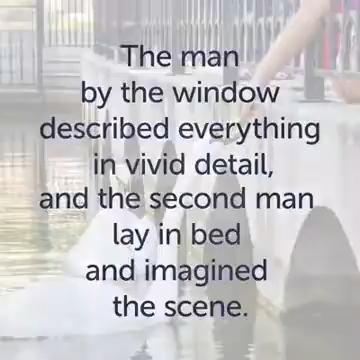 The man
by the window
described everything
in vivid detail,
and the second man
lay in bed
and imagined
the scene.